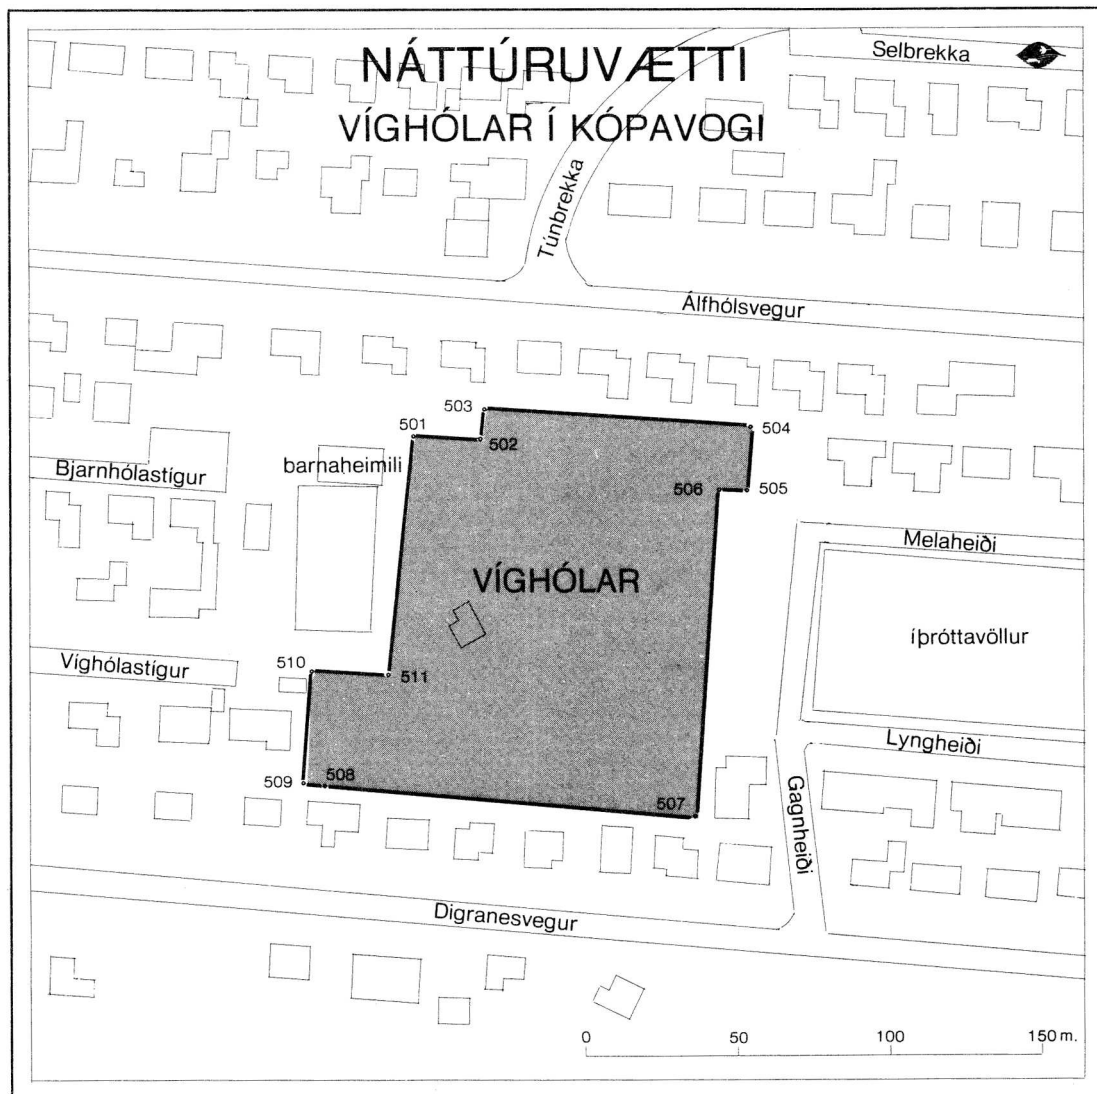 NÁTTÚRUVÆTTI
VÍGHÓLAR Í KÓPAVOGI
Selbrekka
Túnbrekka
Álfhólsvegur
503
504
501
502
barnaheimili
Bjarnhólastígur
506
505
Melaheiði
VÍGHÓLAR
íþróttavöllur
Víghólastígur
510
511
Lyngheiði
509
508
507
Gagnheiði
Digranesvegur
0 50 100 150 m.